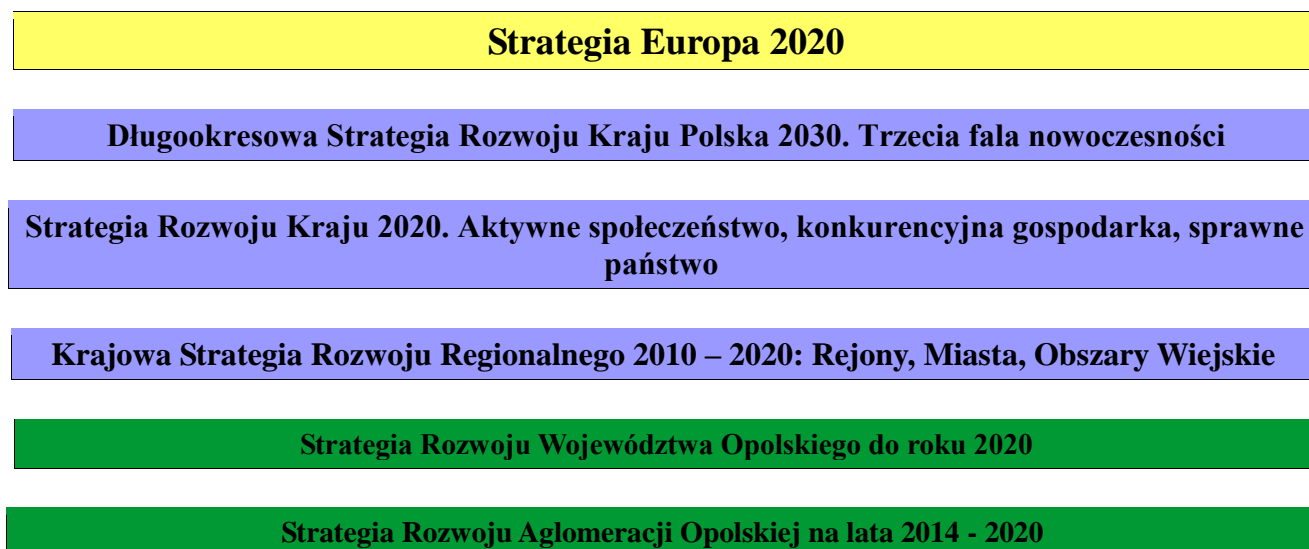 Strategia Europa 2020
Długookresowa Strategia Rozwoju Kraju Polska 2030. Trzecia fala nowoczesności
Strategia Rozwoju Kraju 2020. Aktywne społeczeństwo, konkurencyjna gospodarka, sprawne
państwo
Krajowa Strategia Rozwoju Regionalnego 2010 – 2020: Rejony, Miasta, Obszary Wiejskie
Strategia Rozwoju Województwa Opolskiego do roku 2020
Strategia Rozwoju Aglomeracji Opolskiej na lata 2014 - 2020